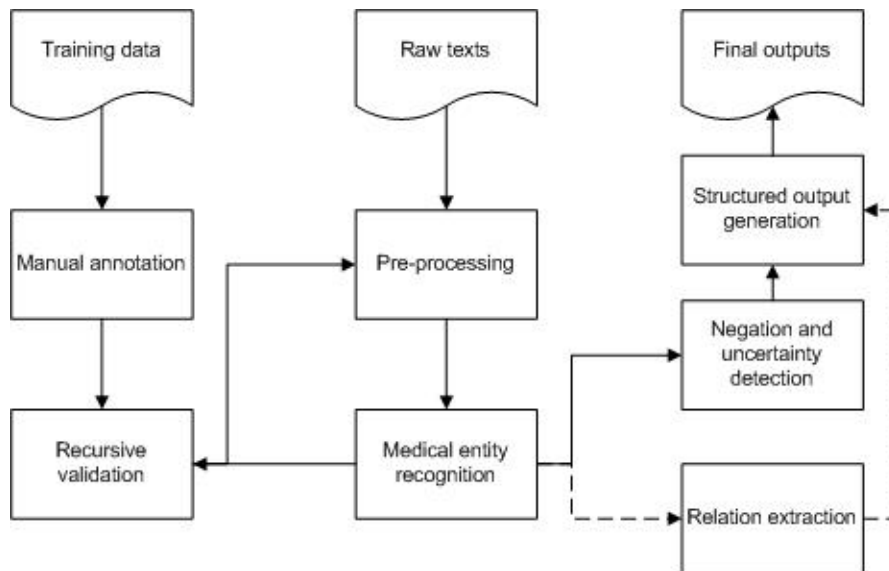 Training data
Raw texts
Final outputs
Structured output
generation
Manual annotation
Pre-processing
Negation and
uncertainty
detection
Recursive
validation
Medical entity
recognition
Relation extraction